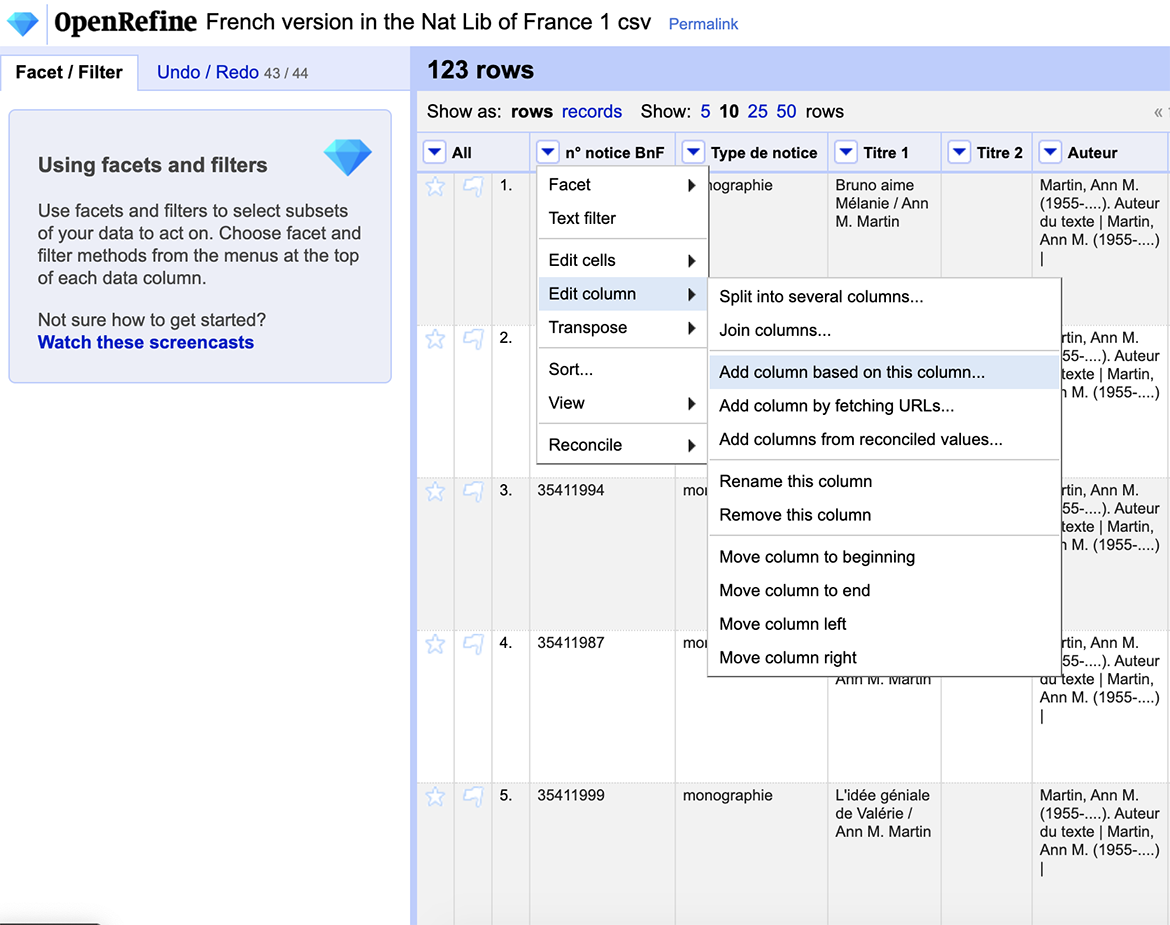 OpenRefine French version in the Nat Lib of France 1 csv Permalink
Facet / Filter Undo / Redo 43 / 44
Using facets and filters
Use facets and filters to select subsets
of your data to act on. Choose facet and
filter methods from the menus at the top
of each data column.
Not sure how to get started?
Watch these screencasts
123 rows
Show as: rows records Show: 5 10 25 50 rows «
All n° notice BnF Type de notice Titre 1 Titre 2 Auteur
1.
nographie
Bruno aime
Mélanie / Ann
M. Martin
Martin, Ann M.
(1955-....). Auteur
du texte | Martin,
Ann M. (1955-....)
|
Facet
Text filter
Edit cells
Edit column
Transpose
Sort...
View
Reconcile
Split into several columns...
Join columns...
Add column based on this column...
Add column by fetching URLs...
Add columns from reconciled values...
Rename this column
Remove this column
Move column to beginning
Move column to end
Move column left
Move column right
2.
rtin, Ann M.
55-....). Auteur
texte | Martin,
n M. (1955-....)
3. 35411994 mo
rtin, Ann M.
55-....). Auteur
texte | Martin,
n M. (1955-....)
4. 35411987 mo
Ann M. Martin
rtin, Ann M.
55-....). Auteur
du texte | Martin,
Ann M. (1955-....)
|
5. 35411999 monographie
L'idée géniale
de Valérie /
Ann M. Martin
Martin, Ann M.
(1955-....). Auteur
du texte | Martin,
Ann M. (1955-....)
|